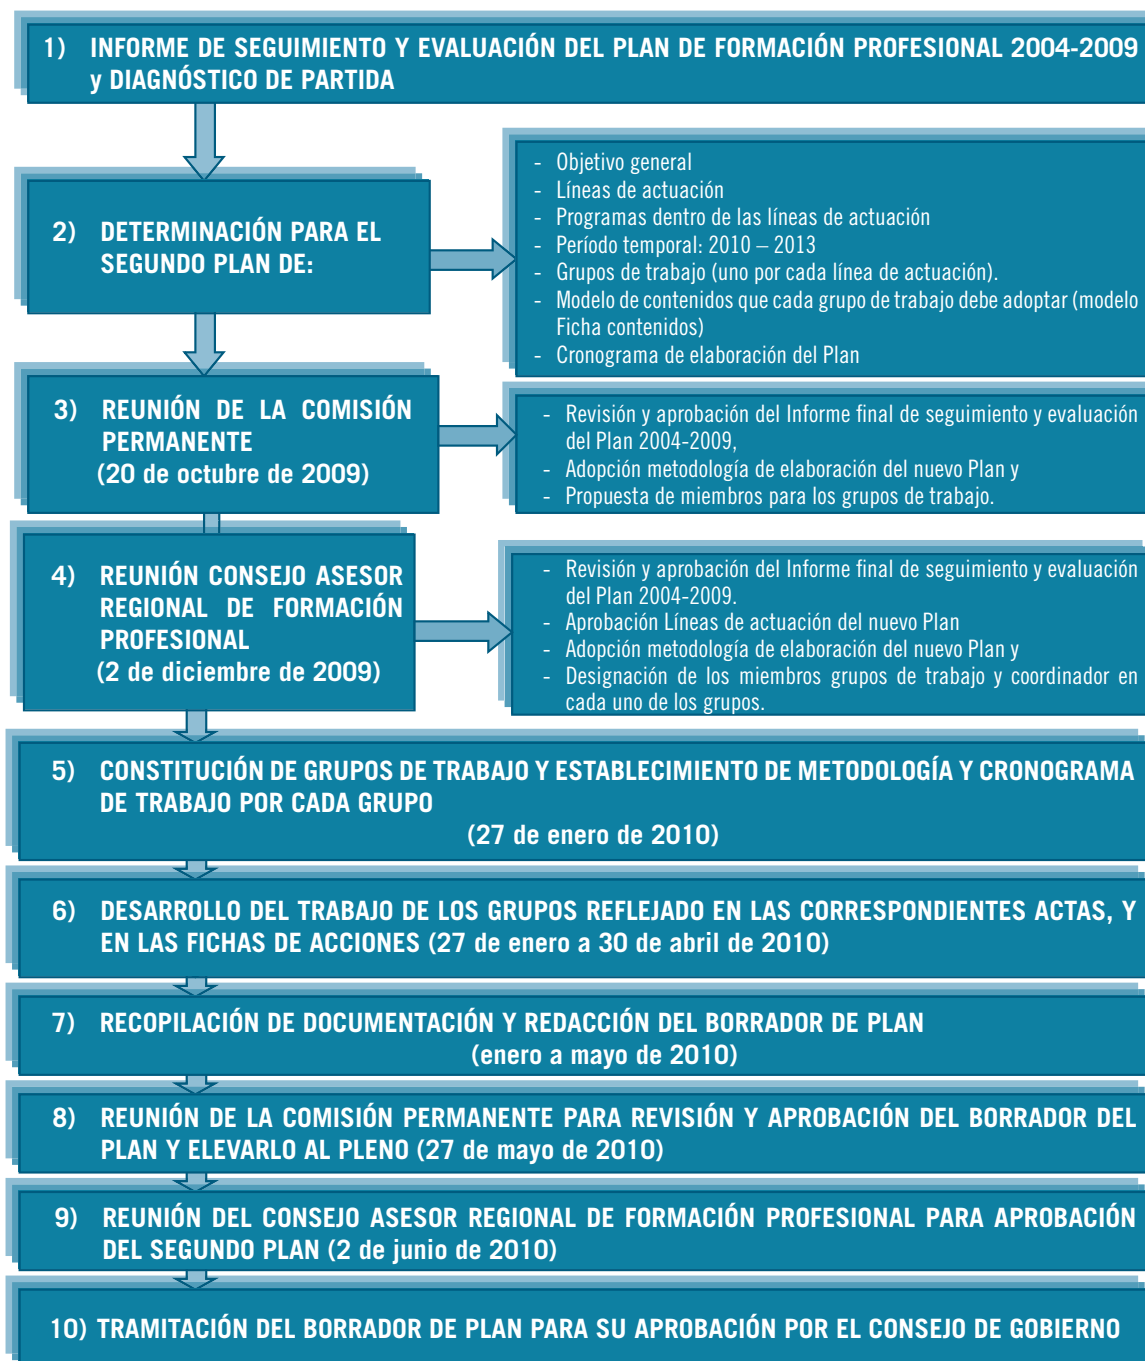 1) INFORME DE SEGUIMIENTO Y EVALUACIÓN DEL PLAN DE FORMACIÓN PROFESIONAL 2004-2009
y DIAGNÓSTICO DE PARTIDA
2) DETERMINACIÓN PARA EL
SEGUNDO PLAN DE:
- Objetivo general
- Líneas de actuación
- Programas dentro de las líneas de actuación
- Período temporal: 2010 – 2013
- Grupos de trabajo (uno por cada línea de actuación).
- Modelo de contenidos que cada grupo de trabajo debe adoptar (modelo
Ficha contenidos)
- Cronograma de elaboración del Plan
3) REUNIÓN DE LA COMISIÓN
PERMANENTE
(20 de octubre de 2009)
- Revisión y aprobación del Informe final de seguimiento y evaluación
del Plan 2004-2009,
- Adopción metodología de elaboración del nuevo Plan y
- Propuesta de miembros para los grupos de trabajo.
4) REUNIÓN CONSEJO ASESOR
REGIONAL DE FORMACIÓN
PROFESIONAL
(2 de diciembre de 2009)
- Revisión y aprobación del Informe final de seguimiento y evaluación
del Plan 2004-2009.
- Aprobación Líneas de actuación del nuevo Plan
- Adopción metodología de elaboración del nuevo Plan y
- Designación de los miembros grupos de trabajo y coordinador en
cada uno de los grupos.
5) CONSTITUCIÓN DE GRUPOS DE TRABAJO Y ESTABLECIMIENTO DE METODOLOGÍA Y CRONOGRAMA
DE TRABAJO POR CADA GRUPO
(27 de enero de 2010)
6) DESARROLLO DEL TRABAJO DE LOS GRUPOS REFLEJADO EN LAS CORRESPONDIENTES ACTAS, Y
EN LAS FICHAS DE ACCIONES (27 de enero a 30 de abril de 2010)
7) RECOPILACIÓN DE DOCUMENTACIÓN Y REDACCIÓN DEL BORRADOR DE PLAN
(enero a mayo de 2010)
8) REUNIÓN DE LA COMISIÓN PERMANENTE PARA REVISIÓN Y APROBACIÓN DEL BORRADOR DEL
PLAN Y ELEVARLO AL PLENO (27 de mayo de 2010)
9) REUNIÓN DEL CONSEJO ASESOR REGIONAL DE FORMACIÓN PROFESIONAL PARA APROBACIÓN
DEL SEGUNDO PLAN (2 de junio de 2010)
10) TRAMITACIÓN DEL BORRADOR DE PLAN PARA SU APROBACIÓN POR EL CONSEJO DE GOBIERNO